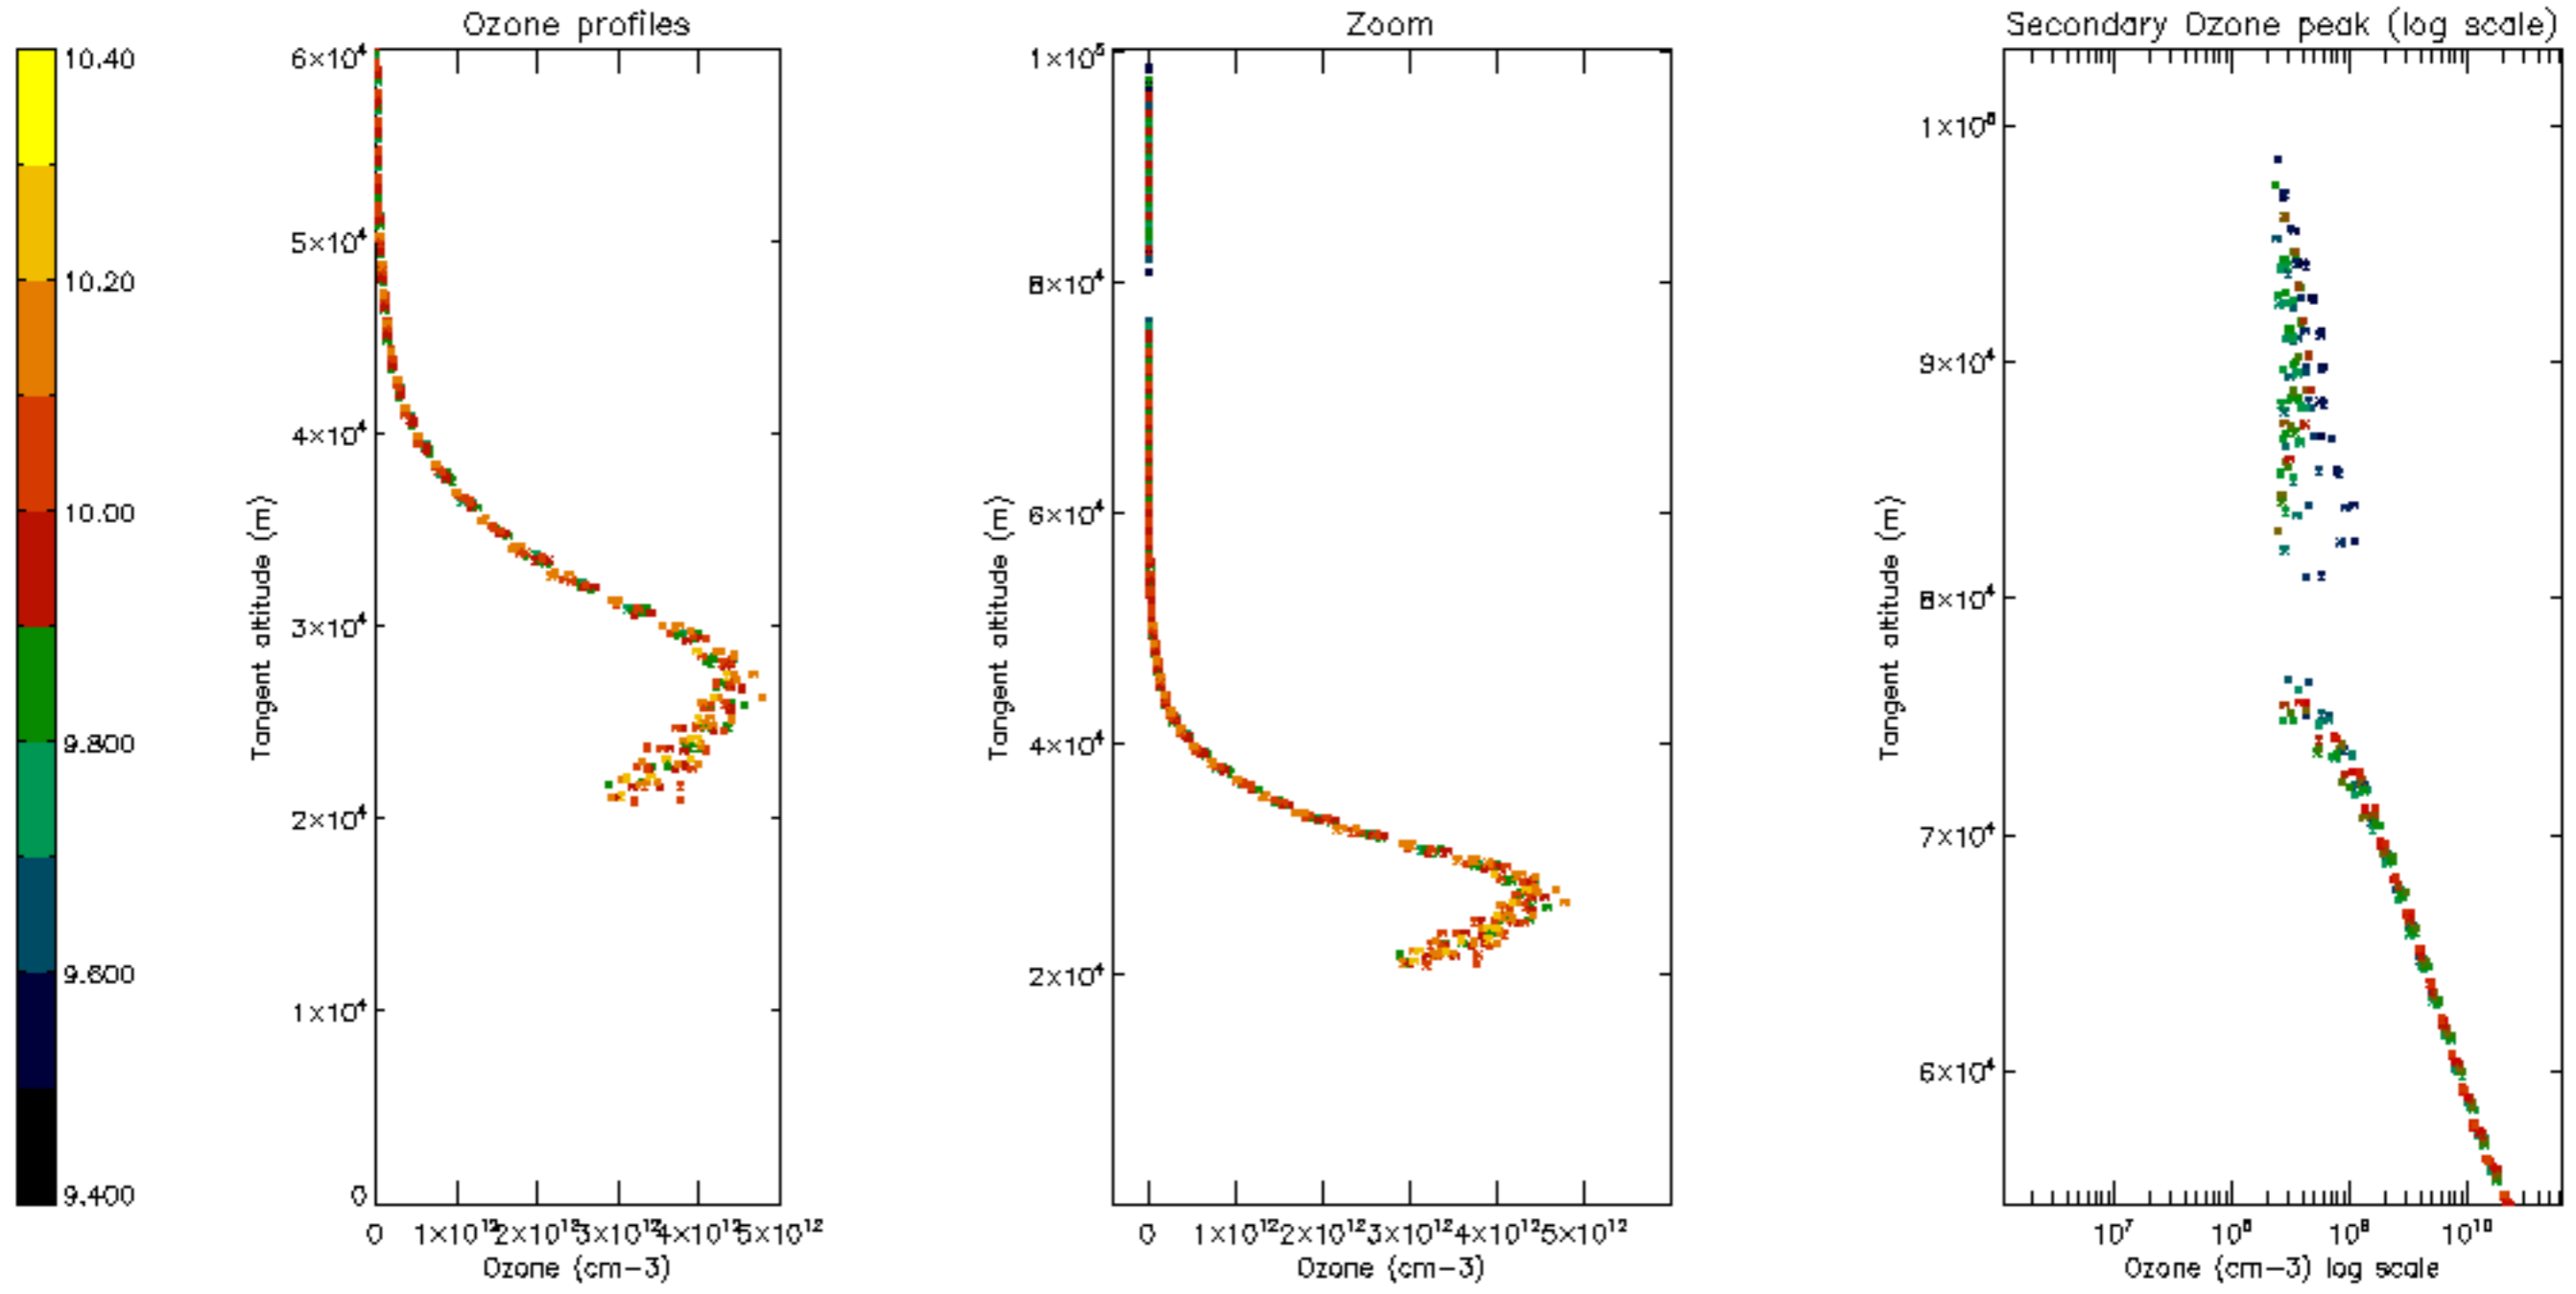 Ozone profiles
Zoom
Secondary Ozone peak (log scale)
10.40
10.20
10.00
9.800
9.600
9.400
6×10⁴
5×10⁴
4×10⁴
3×10⁴
2×10⁴
1×10⁴
0
Tangent altitude (m)
0 1×10¹² 2×10¹² 3×10¹² 4×10¹² 5×10¹²
Ozone (cm-3)
1×10⁵
8×10⁴
6×10⁴
4×10⁴
2×10⁴
Tangent altitude (m)
0 1×10¹² 2×10¹² 3×10¹² 4×10¹² 5×10¹²
Ozone (cm-3)
1×10⁵
9×10⁴
8×10⁴
7×10⁴
6×10⁴
Tangent altitude (m)
10⁷ 10⁸ 10⁹ 10¹⁰
Ozone (cm-3) log scale